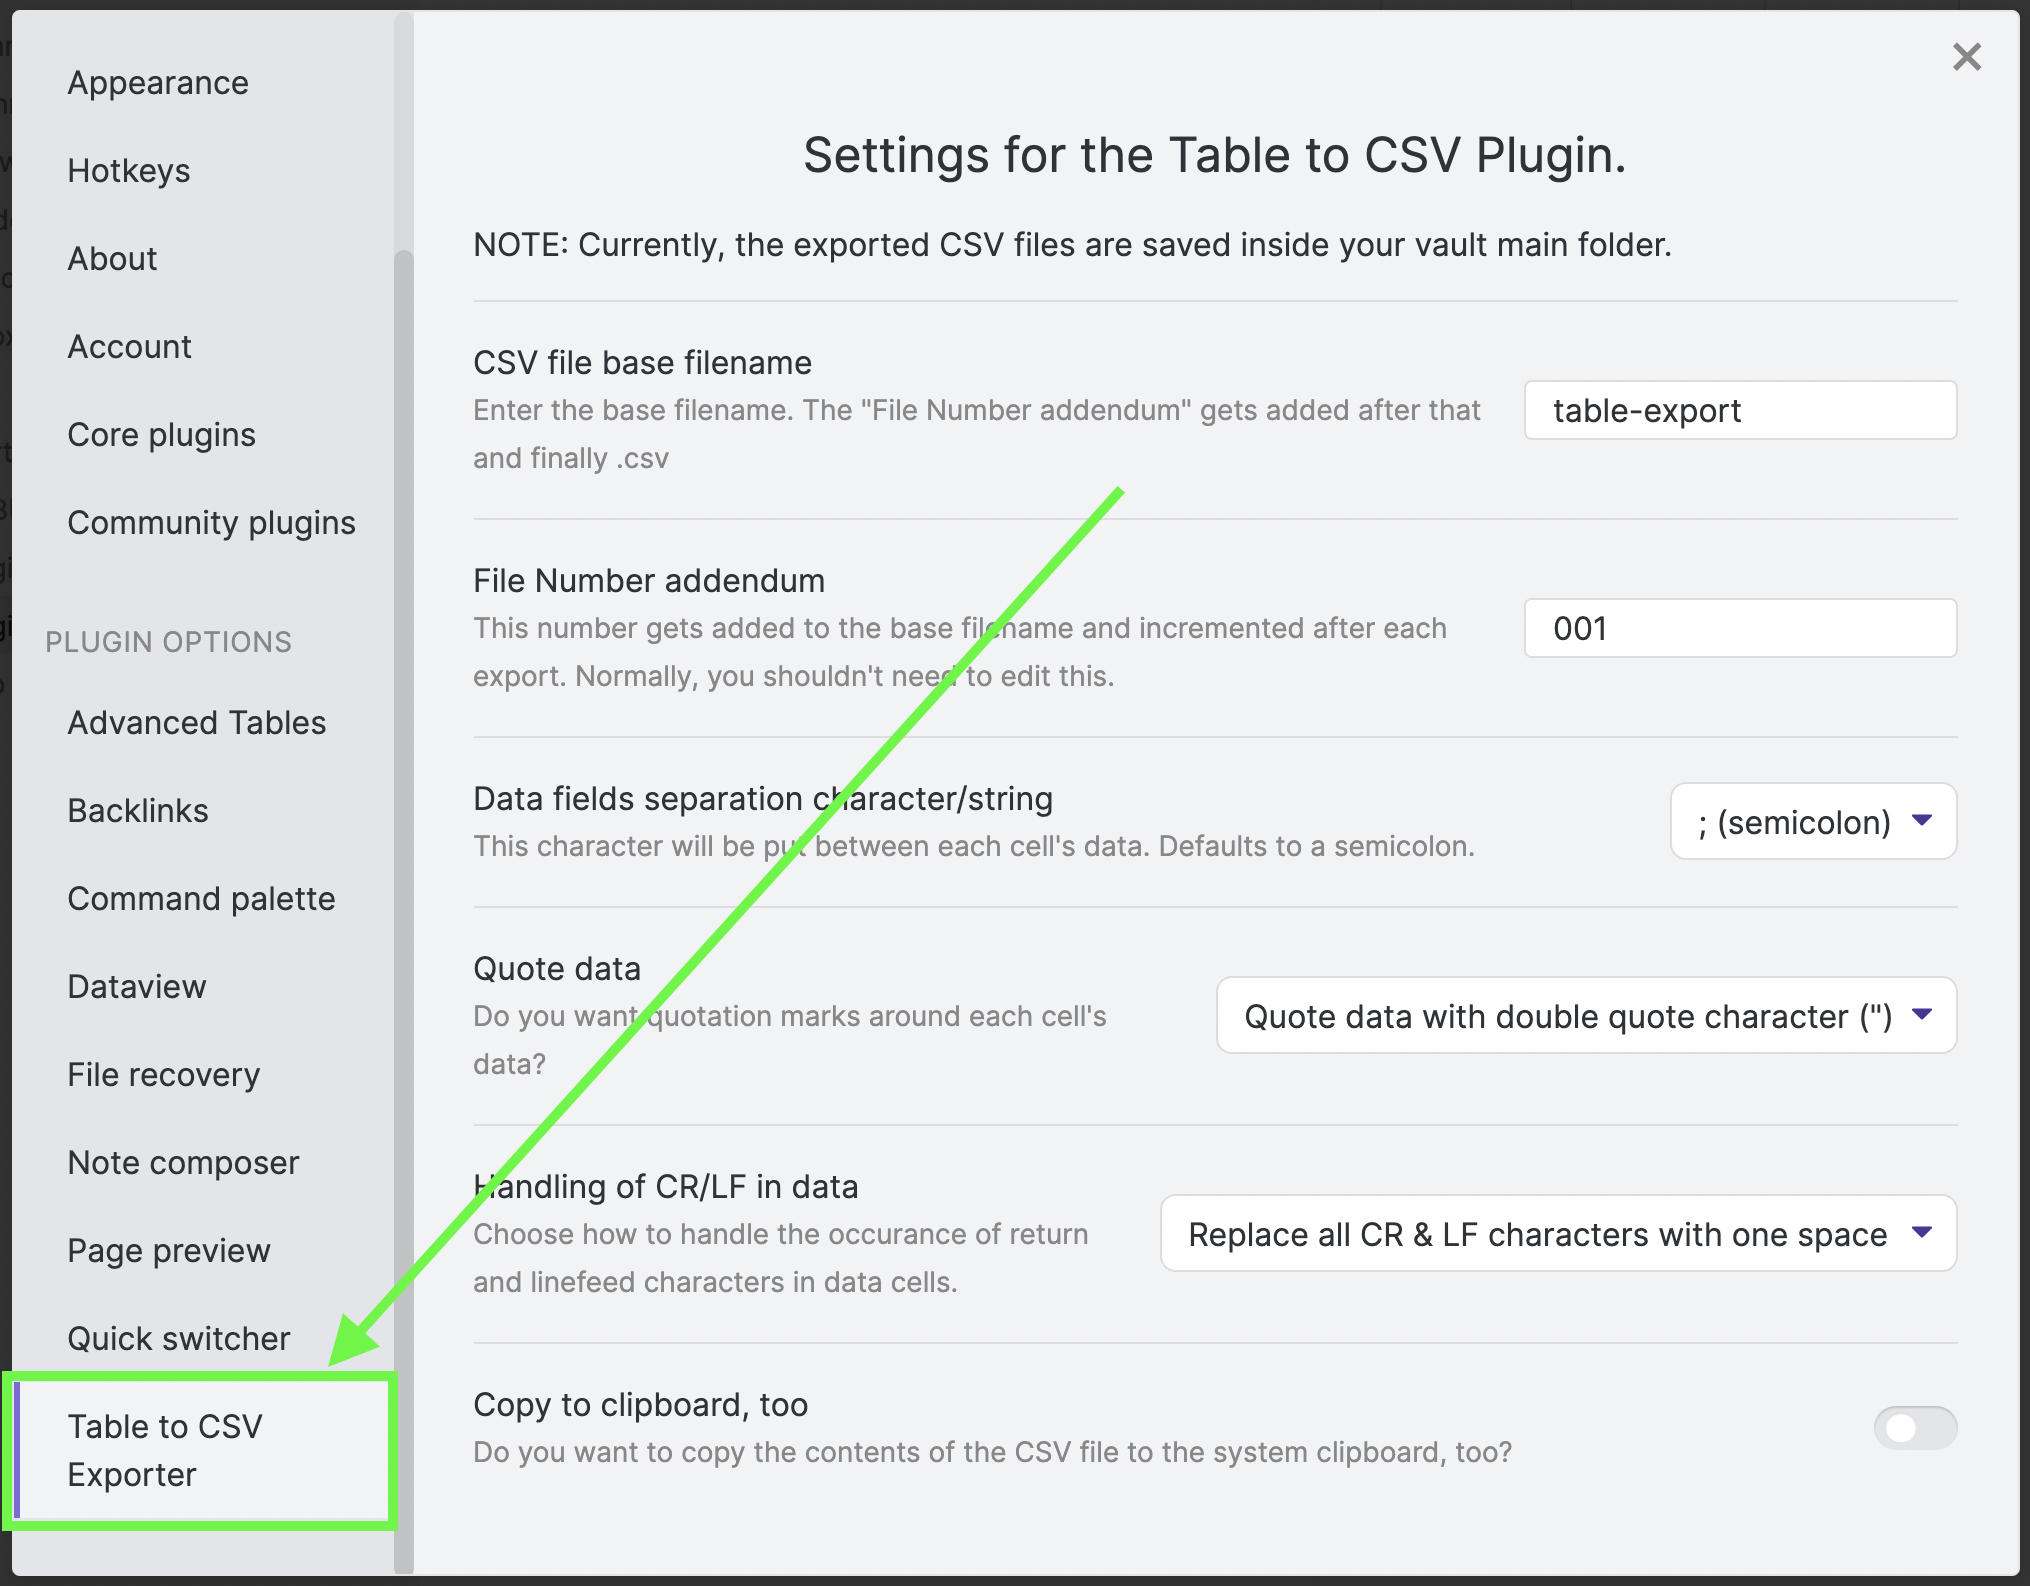 Appearance
Hotkeys
About
Account
Core plugins
Community plugins
PLUGIN OPTIONS
Advanced Tables
Backlinks
Command palette
Dataview
File recovery
Note composer
Page preview
Quick switcher
Table to CSV
Exporter
Settings for the Table to CSV Plugin.
NOTE: Currently, the exported CSV files are saved inside your vault main folder.
CSV file base filename
Enter the base filename. The "File Number addendum" gets added after that
and finally .csv
table-export
File Number addendum
This number gets added to the base filename and incremented after each
export. Normally, you shouldn't need to edit this.
001
Data fields separation character/string
This character will be put between each cell's data. Defaults to a semicolon.
; (semicolon)
Quote data
Do you want quotation marks around each cell's
data?
Quote data with double quote character (")
Handling of CR/LF in data
Choose how to handle the occurance of return
and linefeed characters in data cells.
Replace all CR & LF characters with one space
Copy to clipboard, too
Do you want to copy the contents of the CSV file to the system clipboard, too?